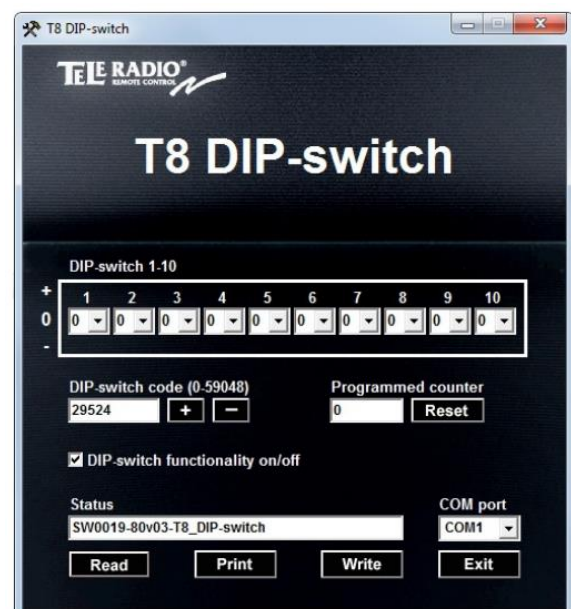 T8 DIP-switch
TELE RADIO®
REMOTE CONTROL
T8 DIP-switch
DIP-switch 1-10
+
1 2 3 4 5 6 7 8 9 10
0 0 0 0 0 0 0 0 0 0 0
-
DIP-switch code (0-59048) Programmed counter
29524 + - 0 Reset
DIP-switch functionality on/off
Status COM port
SW0019-80v03-T8_DIP-switch COM1
Read Print Write Exit